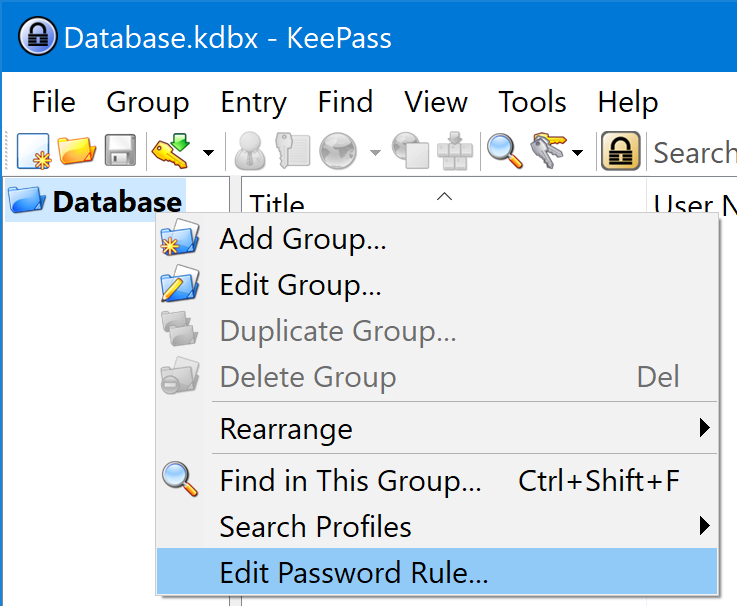 Database.kdbx - KeePass
File Group Entry Find View Tools Help
Search
Database Title User N
Add Group...
Edit Group...
Duplicate Group...
Delete Group Del
Rearrange
Find in This Group... Ctrl+Shift+F
Search Profiles
Edit Password Rule...